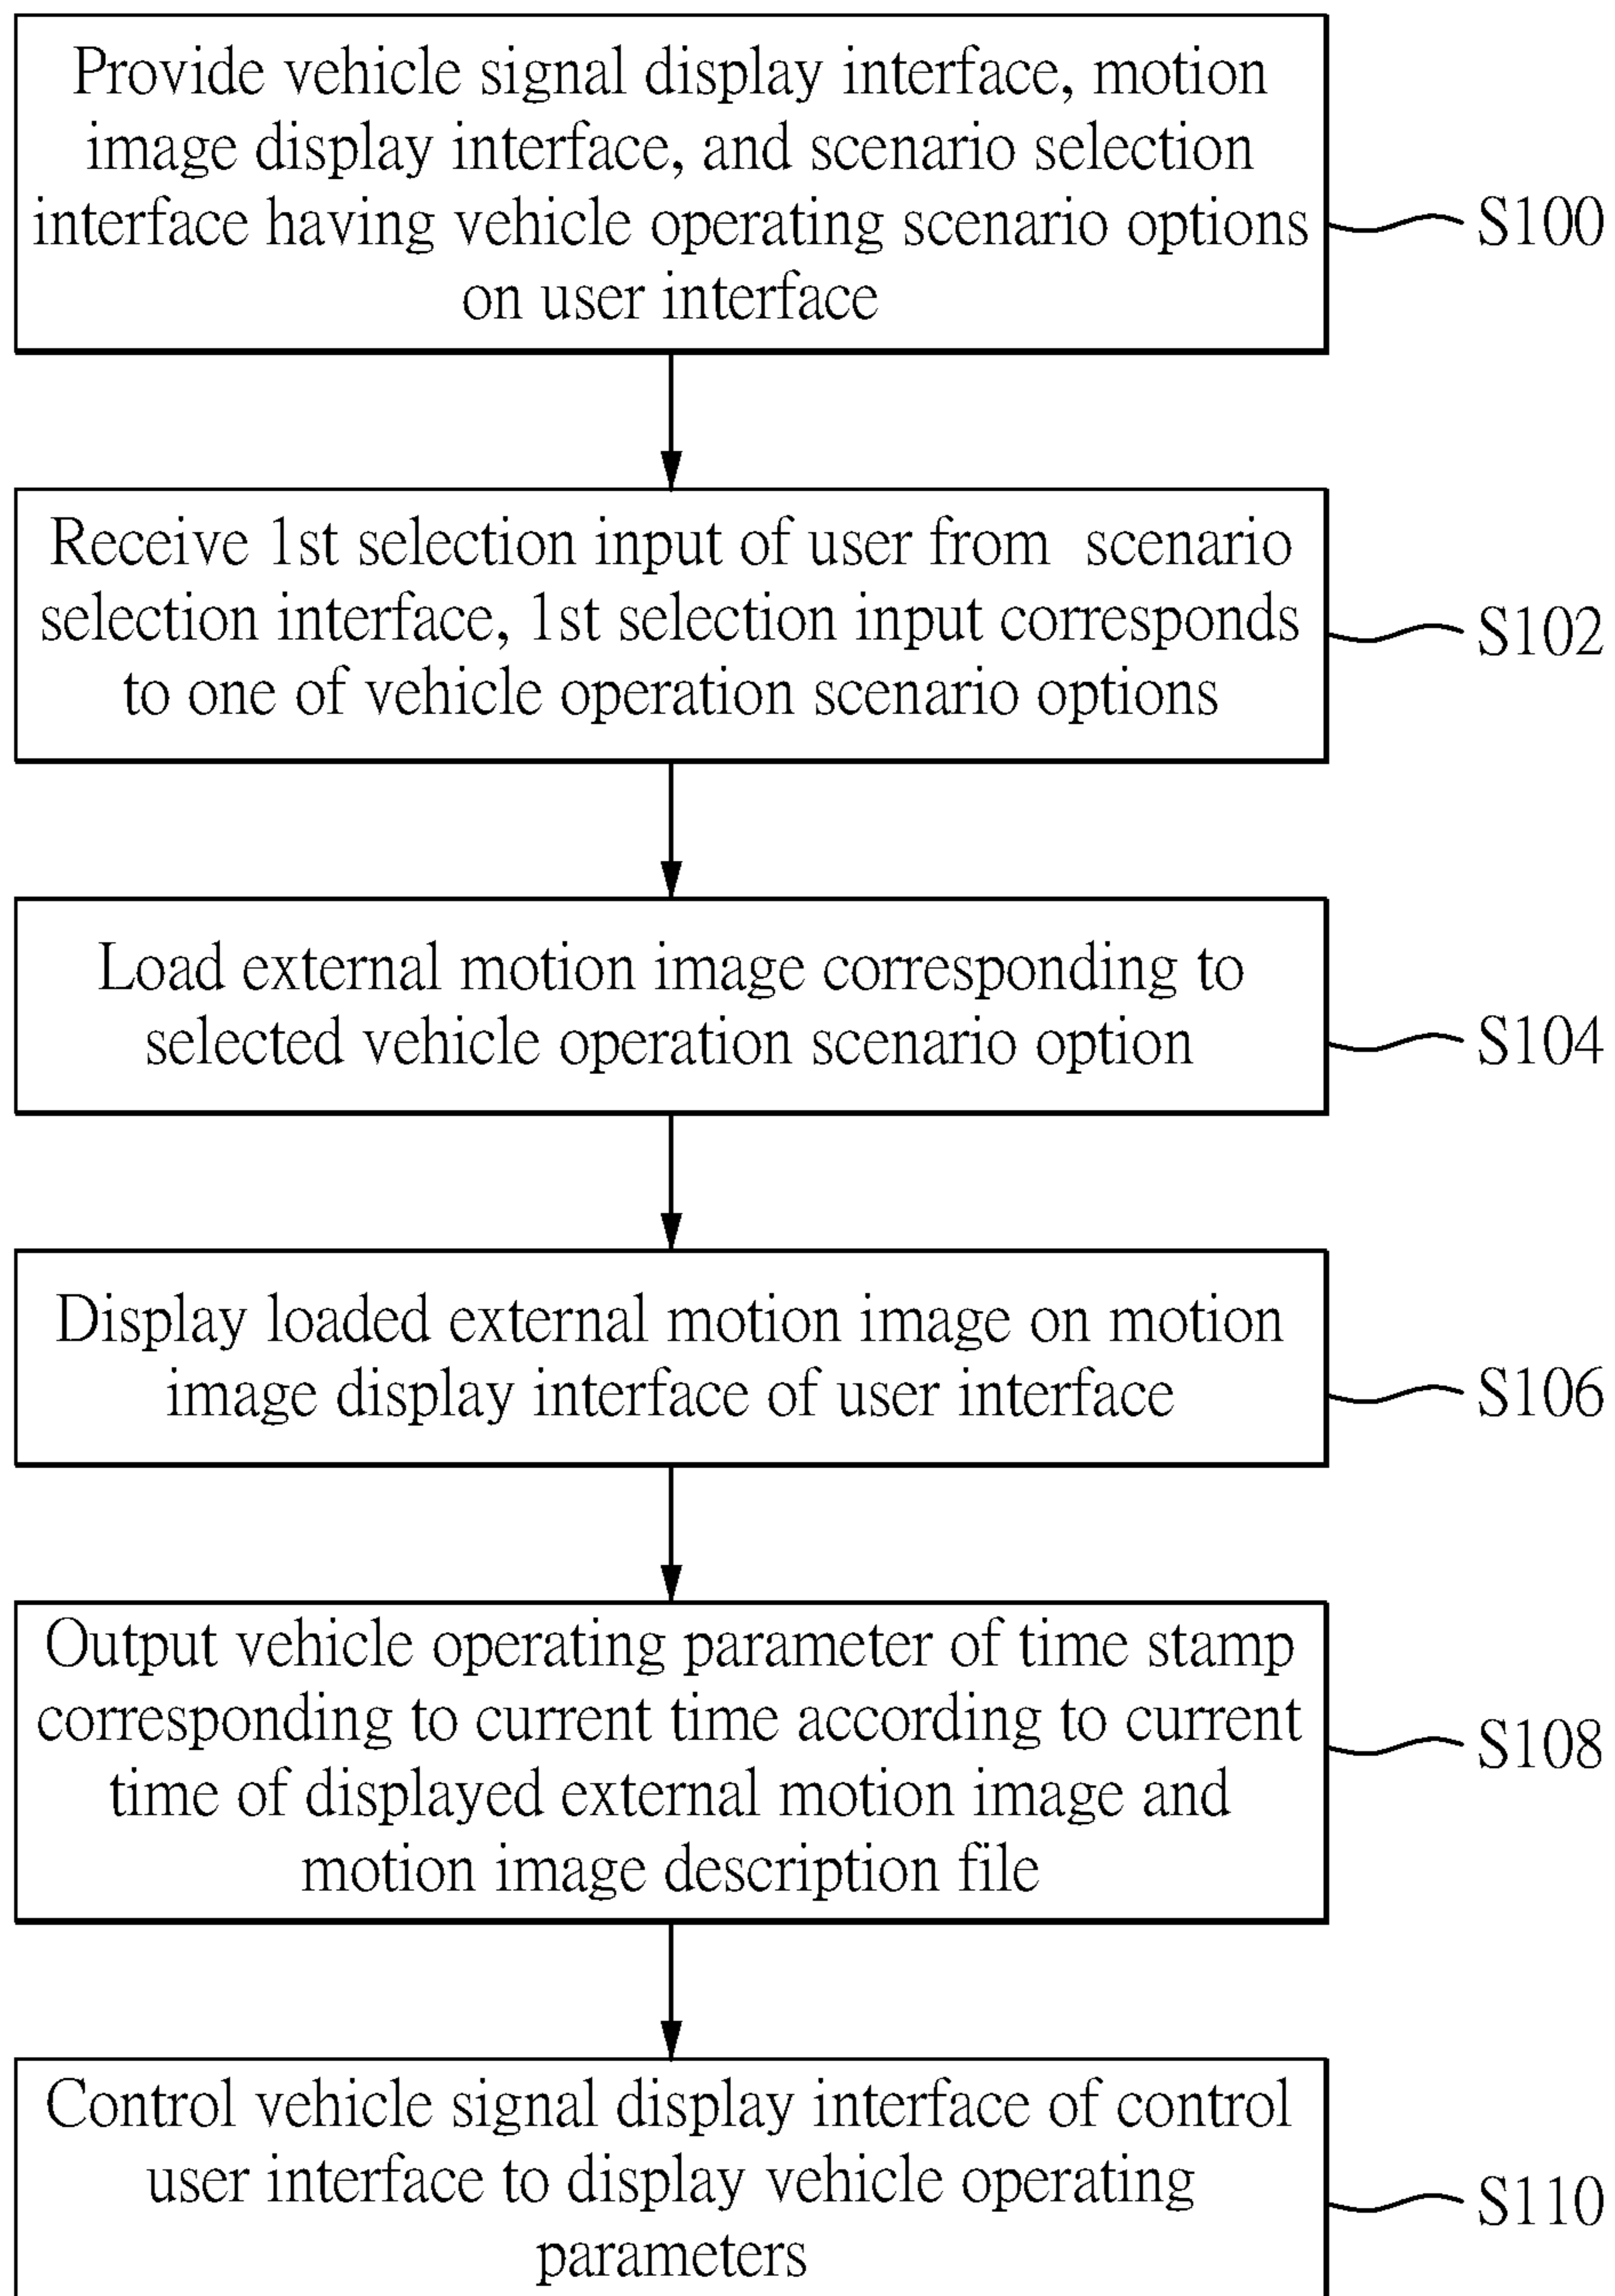 Provide vehicle signal display interface, motion
image display interface, and scenario selection
interface having vehicle operating scenario options
on user interface
S100
Receive 1st selection input of user from scenario
selection interface, 1st selection input corresponds
to one of vehicle operation scenario options
S102
Load external motion image corresponding to
selected vehicle operation scenario option
S104
Display loaded external motion image on motion
image display interface of user interface
S106
Output vehicle operating parameter of time stamp
corresponding to current time according to current
time of displayed external motion image and
motion image description file
S108
Control vehicle signal display interface of control
user interface to display vehicle operating
parameters
S110